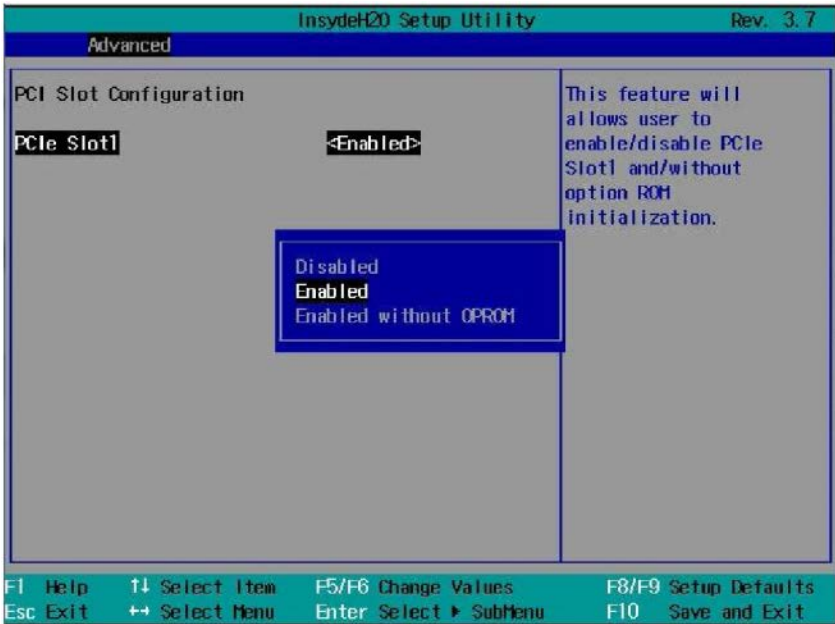 InsydeH20 Setup Utility Rev. 3.7
Advanced
PCI Slot Configuration
PCIe Slot1 <Enabled>
This feature will
allows user to
enable/disable PCIe
Slot1 and/without
option ROM
initialization.
Disabled
Enabled
Enabled without OPROM
F1 Help ↑↓ Select Item F5/F6 Change Values F8/F9 Setup Defaults
Esc Exit ↔ Select Menu Enter Select ▶ SubMenu F10 Save and Exit